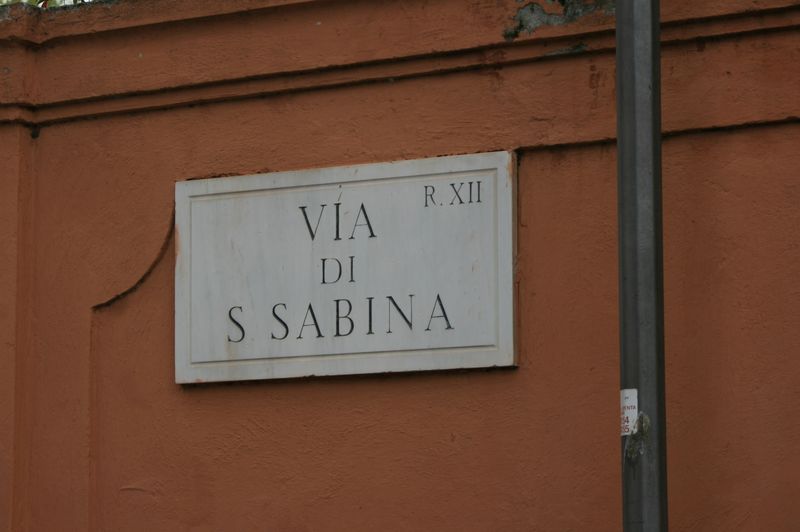 R. XII
VIA
DI
S SABINA